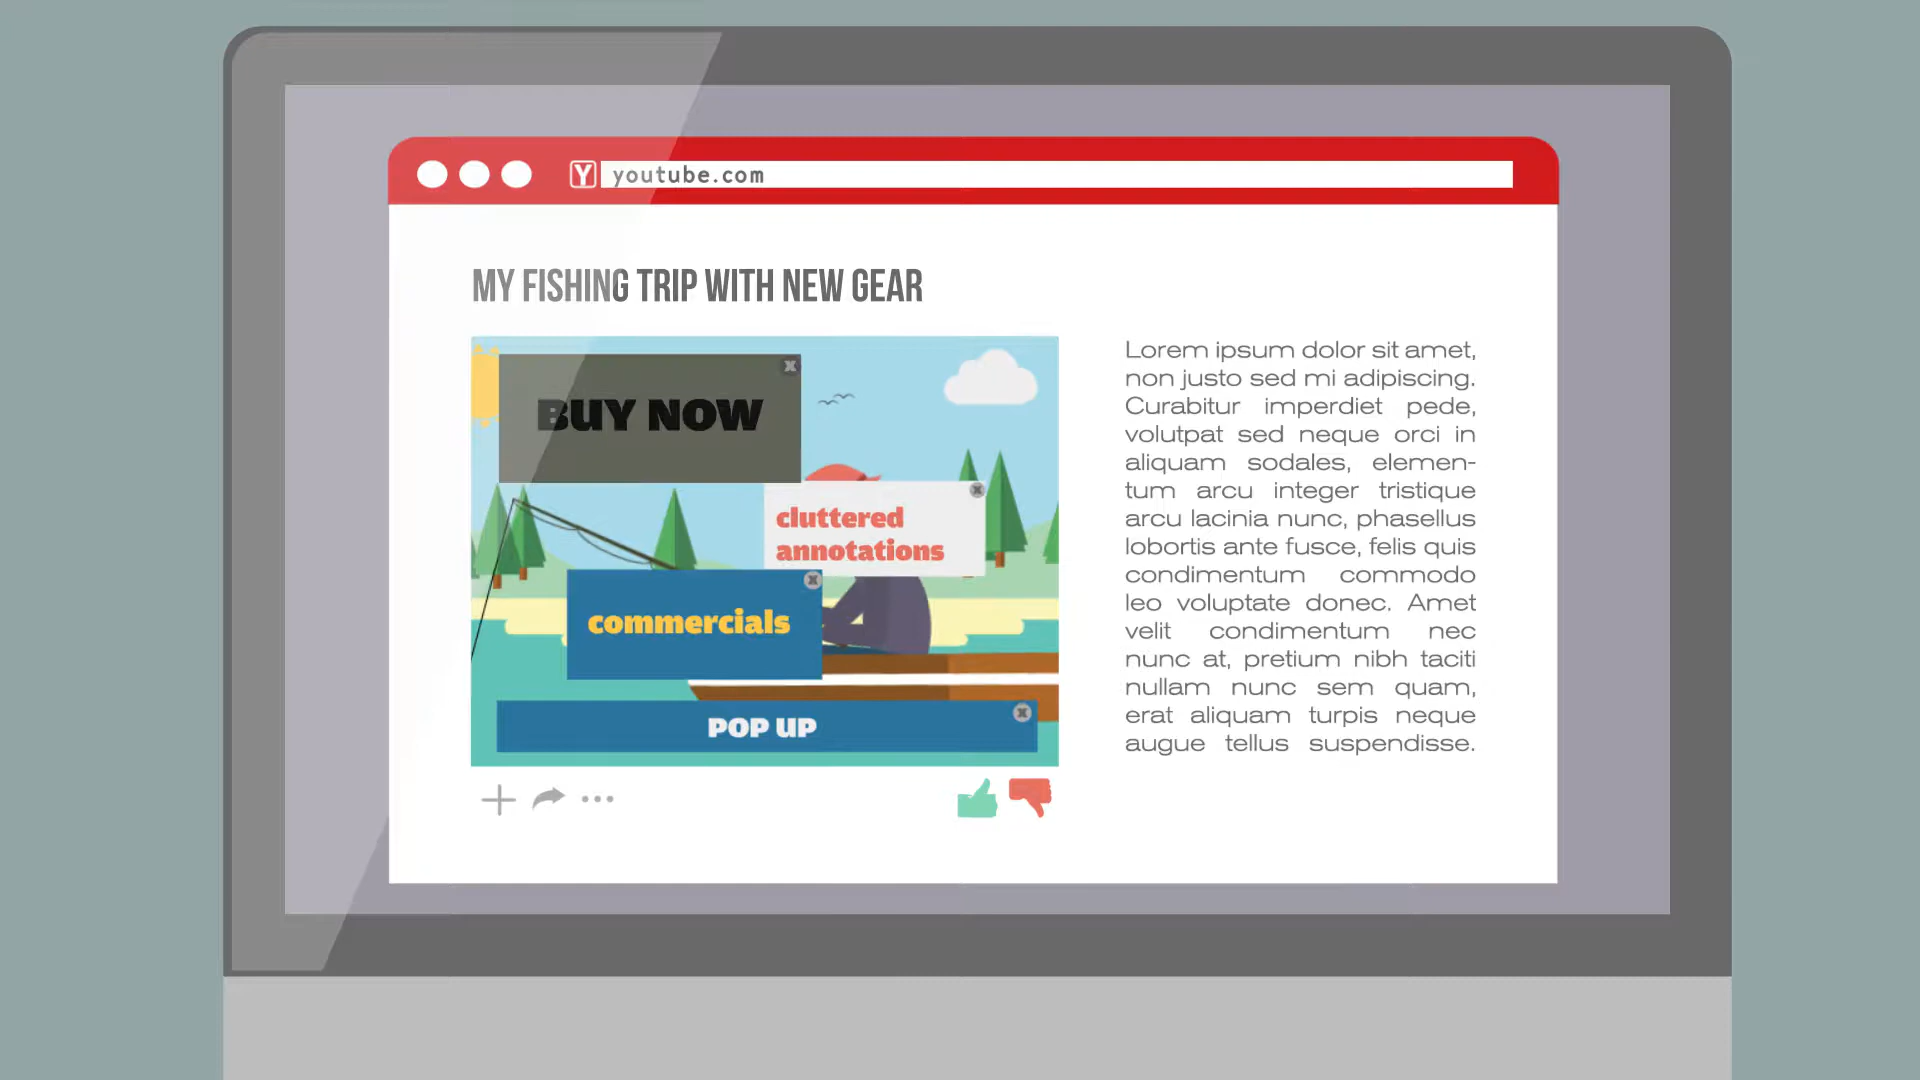 Y youtube.com
MY FISHING TRIP WITH NEW GEAR
BUY NOW
cluttered
annotations
commercials
POP UP
Lorem ipsum dolor sit amet,
non justo sed mi adipiscing.
Curabitur imperdiet pede,
volutpat sed neque orci in
aliquam sodales, elemen-
tum arcu integer tristique
arcu lacinia nunc, phasellus
lobortis ante fusce, felis quis
condimentum commodo
leo voluptate donec. Amet
velit condimentum nec
nunc at, pretium nibh taciti
nullam nunc sem quam,
erat aliquam turpis neque
augue tellus suspendisse.